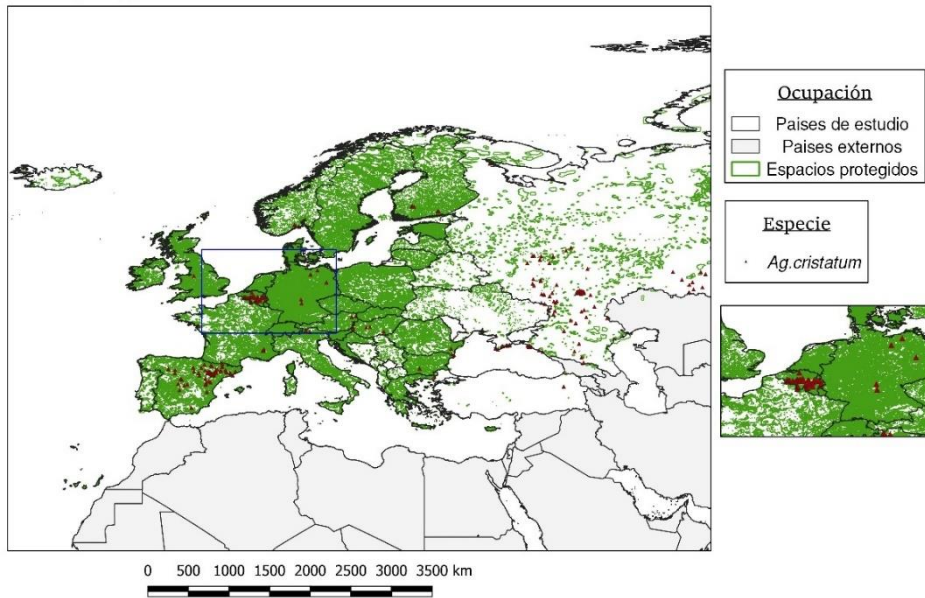 Ocupación
Paises de estudio
Paises externos
Espacios protegidos
Especie
Ag.cristatum
0 500 1000 1500 2000 2500 3000 3500 km